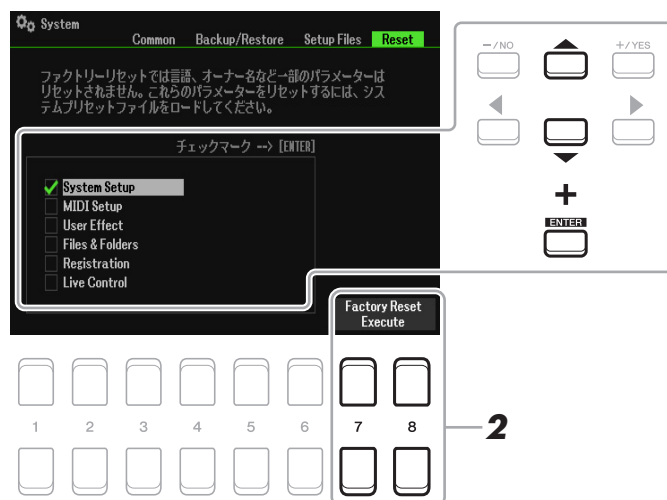 System
Common Backup/Restore Setup Files Reset
ファクトリーリセットでは言語、オーナー名など一部のパラメーターは
リセットされません。これらのパラメーターをリセットするには、シス
テムプリセットファイルをロードしてください。
チェックマーク --> [ENTER]
System Setup
MIDI Setup
User Effect
Files & Folders
Registration
Live Control
Factory Reset
Execute
-/NO
+/YES
+
ENTER
1 2 3 4 5 6 7 8
2